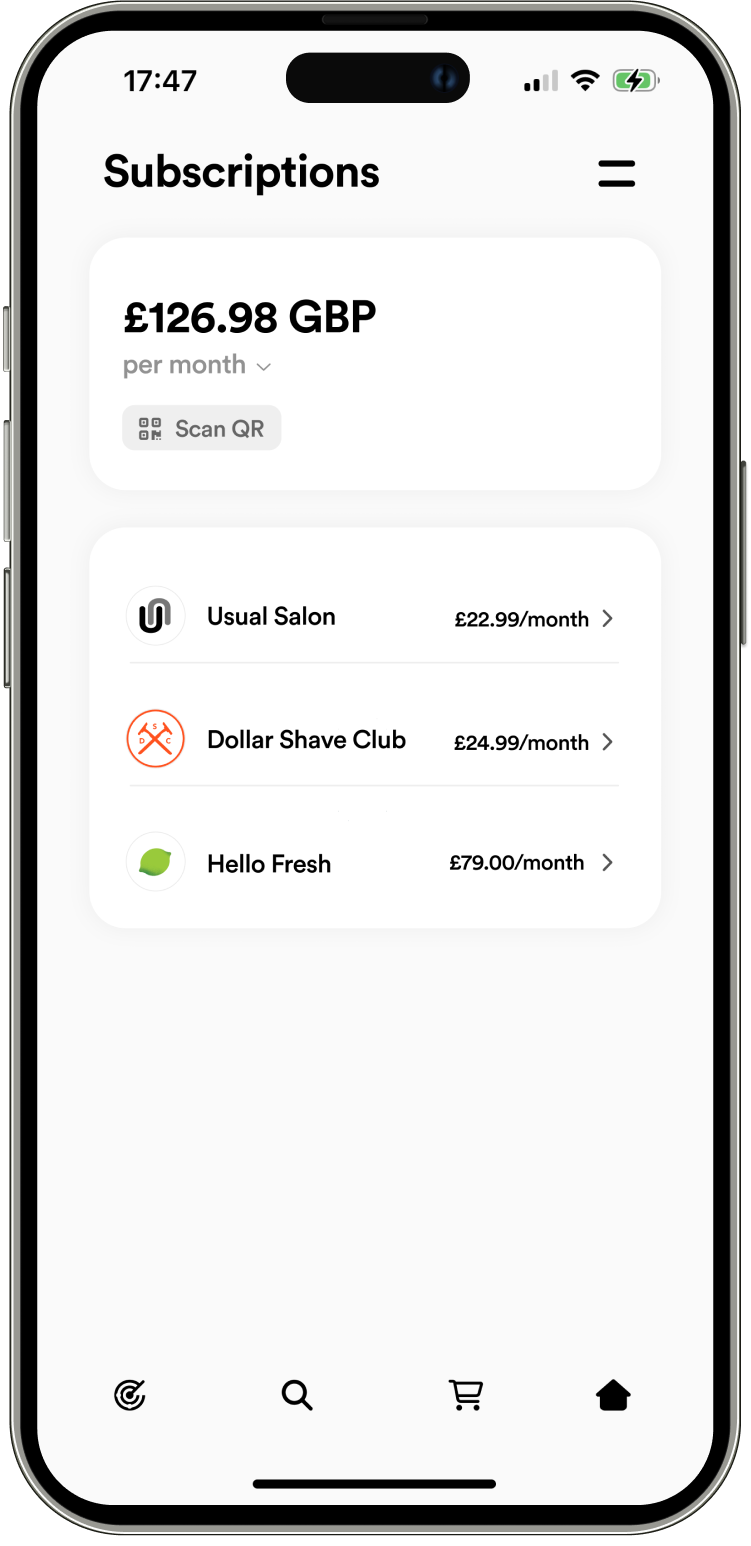 17:47
Subscriptions
£126.98 GBP
per month
Scan QR
Usual Salon £22.99/month
D S C
Dollar Shave Club £24.99/month
Hello Fresh £79.00/month